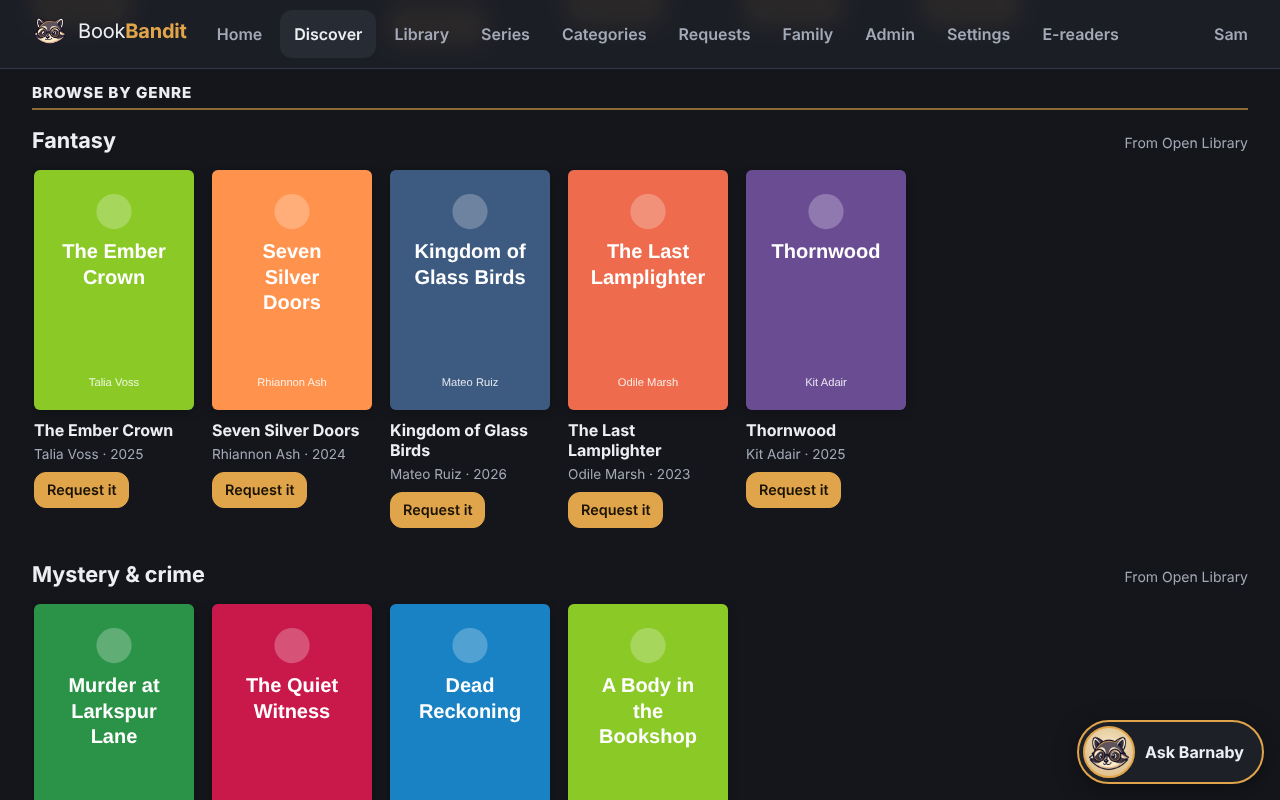 BookBandit
Home
Discover
Library
Series
Categories
Requests
Family
Admin
Settings
E-readers
Sam
BROWSE BY GENRE
Fantasy
From Open Library
The Ember
Crown
Talia Voss
Seven
Silver
Doors
Rhiannon Ash
Kingdom of
Glass Birds
Mateo Ruiz
The Last
Lamplighter
Odile Marsh
Thornwood
Kit Adair
The Ember Crown
Talia Voss · 2025
Request it
Seven Silver Doors
Rhiannon Ash · 2024
Request it
Kingdom of Glass
Birds
Mateo Ruiz · 2026
Request it
The Last
Lamplighter
Odile Marsh · 2023
Request it
Thornwood
Kit Adair · 2025
Request it
Mystery & crime
From Open Library
Murder at
Larkspur
Lane
The Quiet
Witness
Dead
Reckoning
A Body in
the
Bookshop
Ask Barnaby